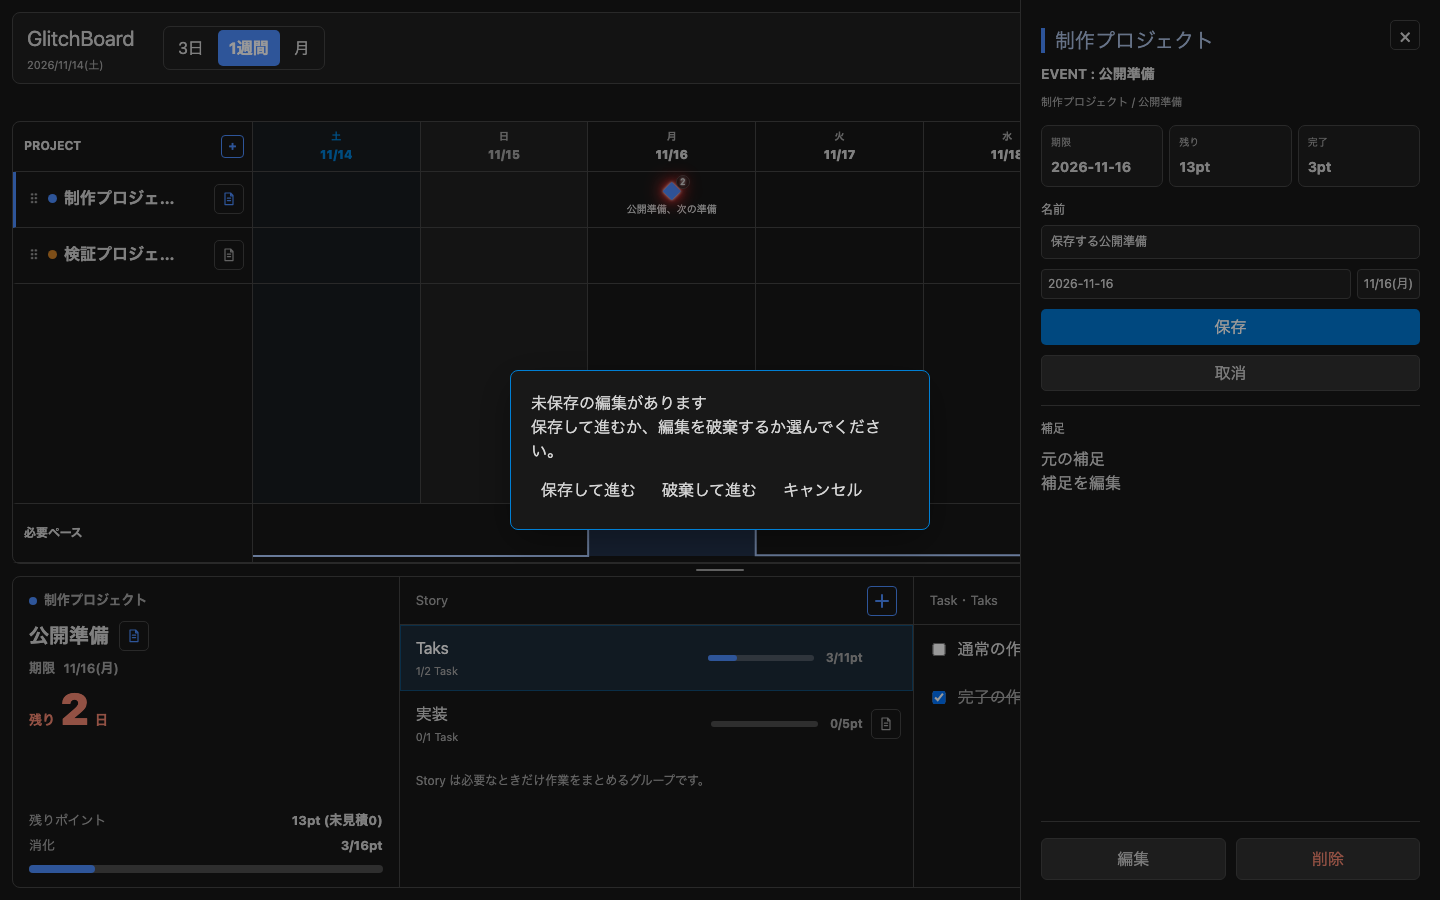 GlitchBoard
2026/11/14(土)
3日
1週間
月
PROJECT
+
土
11/14
日
11/15
月
11/16
火
11/17
水
11/18
制作プロジェ...
2
公開準備、次の準備
検証プロジェ...
必要ペース
未保存の編集があります
保存して進むか、編集を破棄するか選んでくださ
い。
保存して進む
破棄して進む
キャンセル
制作プロジェクト
公開準備
期限 11/16(月)
残り 2 日
残りポイント
13pt (未見積0)
消化
3/16pt
Story
Taks
1/2 Task
3/11pt
実装
0/1 Task
0/5pt
Story は必要なときだけ作業をまとめるグループです。
Task・Taks
通常の作
完了の作
制作プロジェクト
EVENT : 公開準備
制作プロジェクト / 公開準備
期限
2026-11-16
残り
13pt
完了
3pt
名前
保存する公開準備
2026-11-16
11/16(月)
保存
取消
補足
元の補足
補足を編集
編集
削除